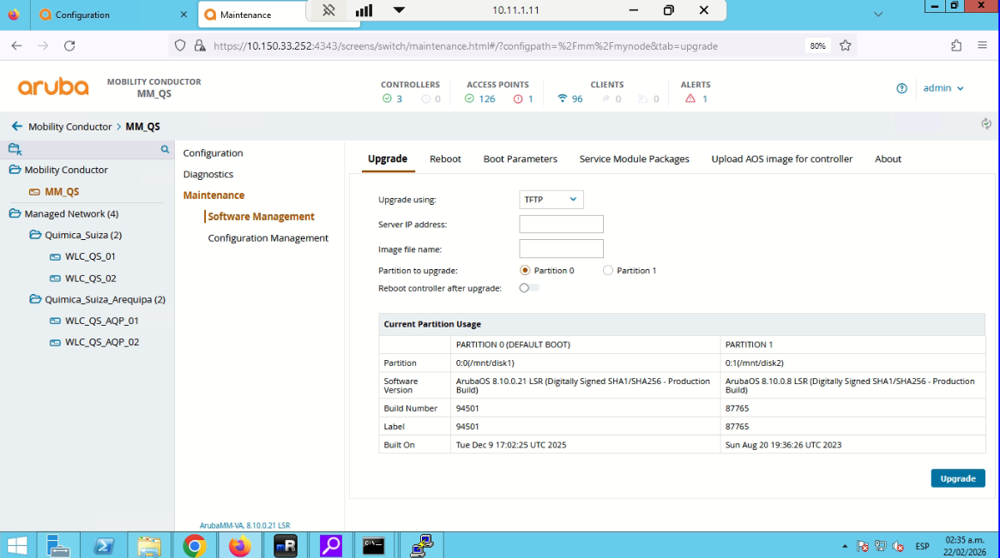 Configuration
Maintenance
10.11.1.11
https://10.150.33.252:4343/screens/switch/maintenance.html#/?configpath=%2Fmm%2Fmynode&tab=upgrade
80%
aruba
MOBILITY CONDUCTOR
MM_QS
CONTROLLERS
3 0
ACCESS POINTS
126 1
CLIENTS
96 0 0
ALERTS
1
admin
Mobility Conductor > MM_QS
Mobility Conductor
MM_QS
Managed Network (4)
Quimica_Suiza (2)
WLC_QS_01
WLC_QS_02
Quimica_Suiza_Arequipa (2)
WLC_QS_AQP_01
WLC_QS_AQP_02
Configuration
Diagnostics
Maintenance
Software Management
Configuration Management
ArubaMM-VA, 8.10.0.21 LSR
Upgrade Reboot Boot Parameters Service Module Packages Upload AOS image for controller About
Upgrade using: TFTP
Server IP address:
Image file name:
Partition to upgrade: Partition 0 Partition 1
Reboot controller after upgrade:
Current Partition Usage
PARTITION 0 (DEFAULT BOOT) PARTITION 1
Partition 0:0(/mnt/disk1) 0:1(/mnt/disk2)
Software Version ArubaOS 8.10.0.21 LSR (Digitally Signed SHA1/SHA256 - Production Build) ArubaOS 8.10.0.8 LSR (Digitally Signed SHA1/SHA256 - Production Build)
Build Number 94501 87765
Label 94501 87765
Built On Tue Dec 9 17:02:25 UTC 2025 Sun Aug 20 19:36:26 UTC 2023
Upgrade
ESP
02:35 a.m.
22/02/2026